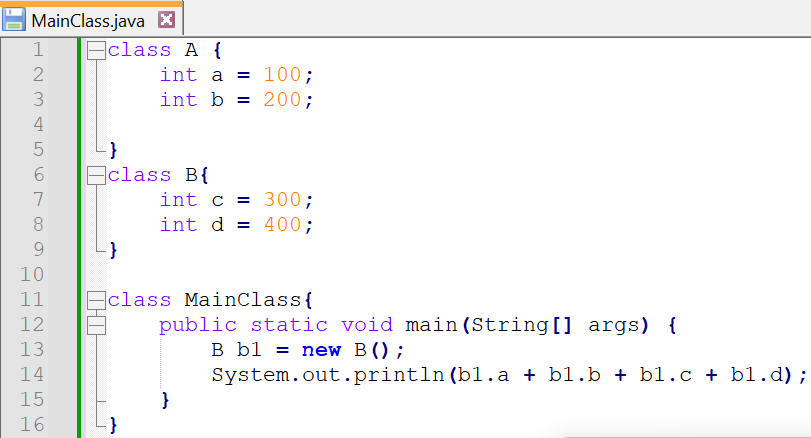 MainClass.java
1 class A {
2 int a = 100;
3 int b = 200;
4
5 }
6 class B{
7 int c = 300;
8 int d = 400;
9 }
10
11 class MainClass{
12 public static void main(String[] args) {
13 B b1 = new B();
14 System.out.println(b1.a + b1.b + b1.c + b1.d);
15 }
16 }